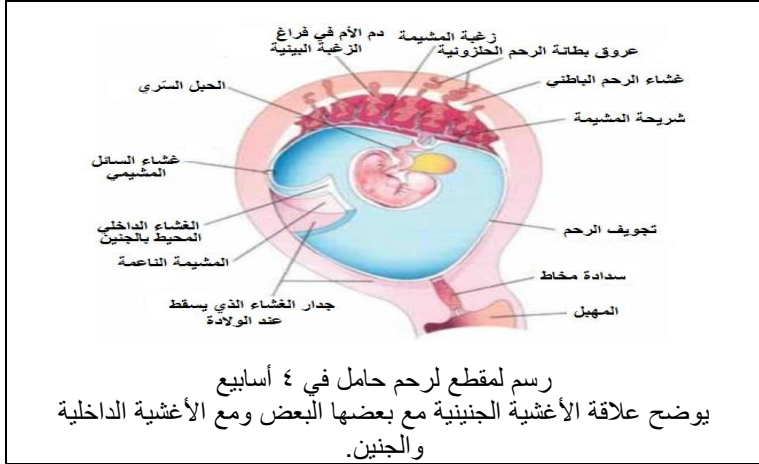 زغبة المشيمة
دم الأم في فراغ
الزغبة البينية
عروق بطانة الرحم الحلزونية
غشاء الرحم الباطني
الحبل السّري
شريحة المشيمة
غشاء السائل
المشيمي
الغشاء الداخلي
المحيط بالجنين
تجويف الرحم
المشيمة الناعمة
سدادة مخاط
جدار الغشاء الذي يسقط
عند الولادة
المهبل
رسم لمقطع لرحم حامل في ٤ أسابيع
يوضح علاقة الأغشية الجنينية مع بعضها البعض ومع الأغشية الداخلية
والجنين.